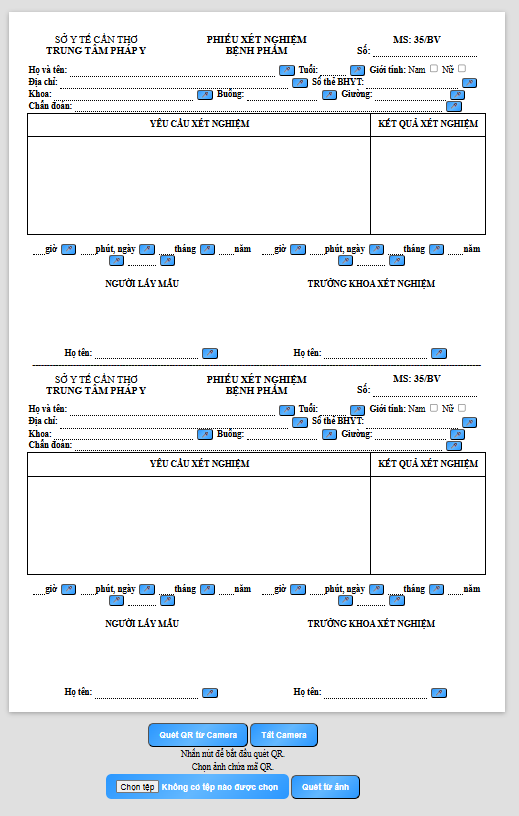 SỞ Y TẾ CẦN THƠ PHIẾU XÉT NGHIỆM MS: 35/BV
TRUNG TÂM PHÁP Y BỆNH PHẨM Số:
Họ và tên: Tuổi: Giới tính: Nam Nữ
Địa chỉ: Số thẻ BHYT:
Khoa: Buồng: Giường:
Chẩn đoán:
YÊU CẦU XÉT NGHIỆM KẾT QUẢ XÉT NGHIỆM
giờ phút, ngày tháng năm giờ phút, ngày tháng năm
NGƯỜI LẤY MẪU TRƯỞNG KHOA XÉT NGHIỆM
Họ tên: Họ tên:
SỞ Y TẾ CẦN THƠ PHIẾU XÉT NGHIỆM MS: 35/BV
TRUNG TÂM PHÁP Y BỆNH PHẨM Số:
Họ và tên: Tuổi: Giới tính: Nam Nữ
Địa chỉ: Số thẻ BHYT:
Khoa: Buồng: Giường:
Chẩn đoán:
YÊU CẦU XÉT NGHIỆM KẾT QUẢ XÉT NGHIỆM
giờ phút, ngày tháng năm giờ phút, ngày tháng năm
NGƯỜI LẤY MẪU TRƯỞNG KHOA XÉT NGHIỆM
Họ tên: Họ tên:
Quét QR từ Camera Tắt Camera
Nhấn nút để bắt đầu quét QR.
Chọn ảnh chứa mã QR.
Chọn tệp Không có tệp nào được chọn Quét từ ảnh